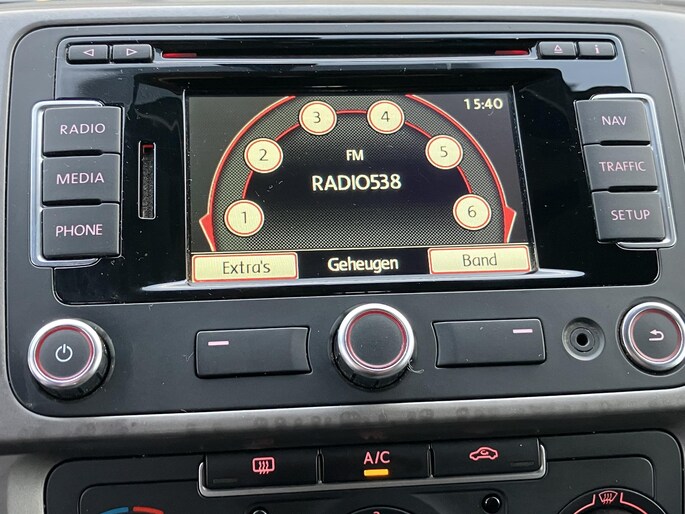 i
RADIO
MEDIA
PHONE
15:40
1
2
3
4
5
6
FM
RADIO538
Extra's
Geheugen
Band
NAV
TRAFFIC
SETUP
A/C